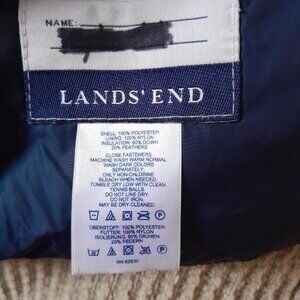 NAME:
LANDS' END
SHELL: 100% POLYESTER
LINING: 100% NYLON
INSULATION: 80% DOWN
20% FEATHERS
CLOSE FASTENERS.
MACHINE WASH WARM NORMAL
WASH DARK COLORS
SEPARATELY
ONLY NON-CHLORINE
BLEACH WHEN NEEDED.
TUMBLE DRY LOW WITH CLEAN
TENNIS BALLS.
DO NOT DRY IN LINE.
DO NOT IRON.
MAY BE DRY CLEANED.
OBERSTOFF: 100% POLYESTER
FUTTER: 100% NYLON
ISOLIERUNG: 80% DAUNEN
20% FEDERN
RN 62930